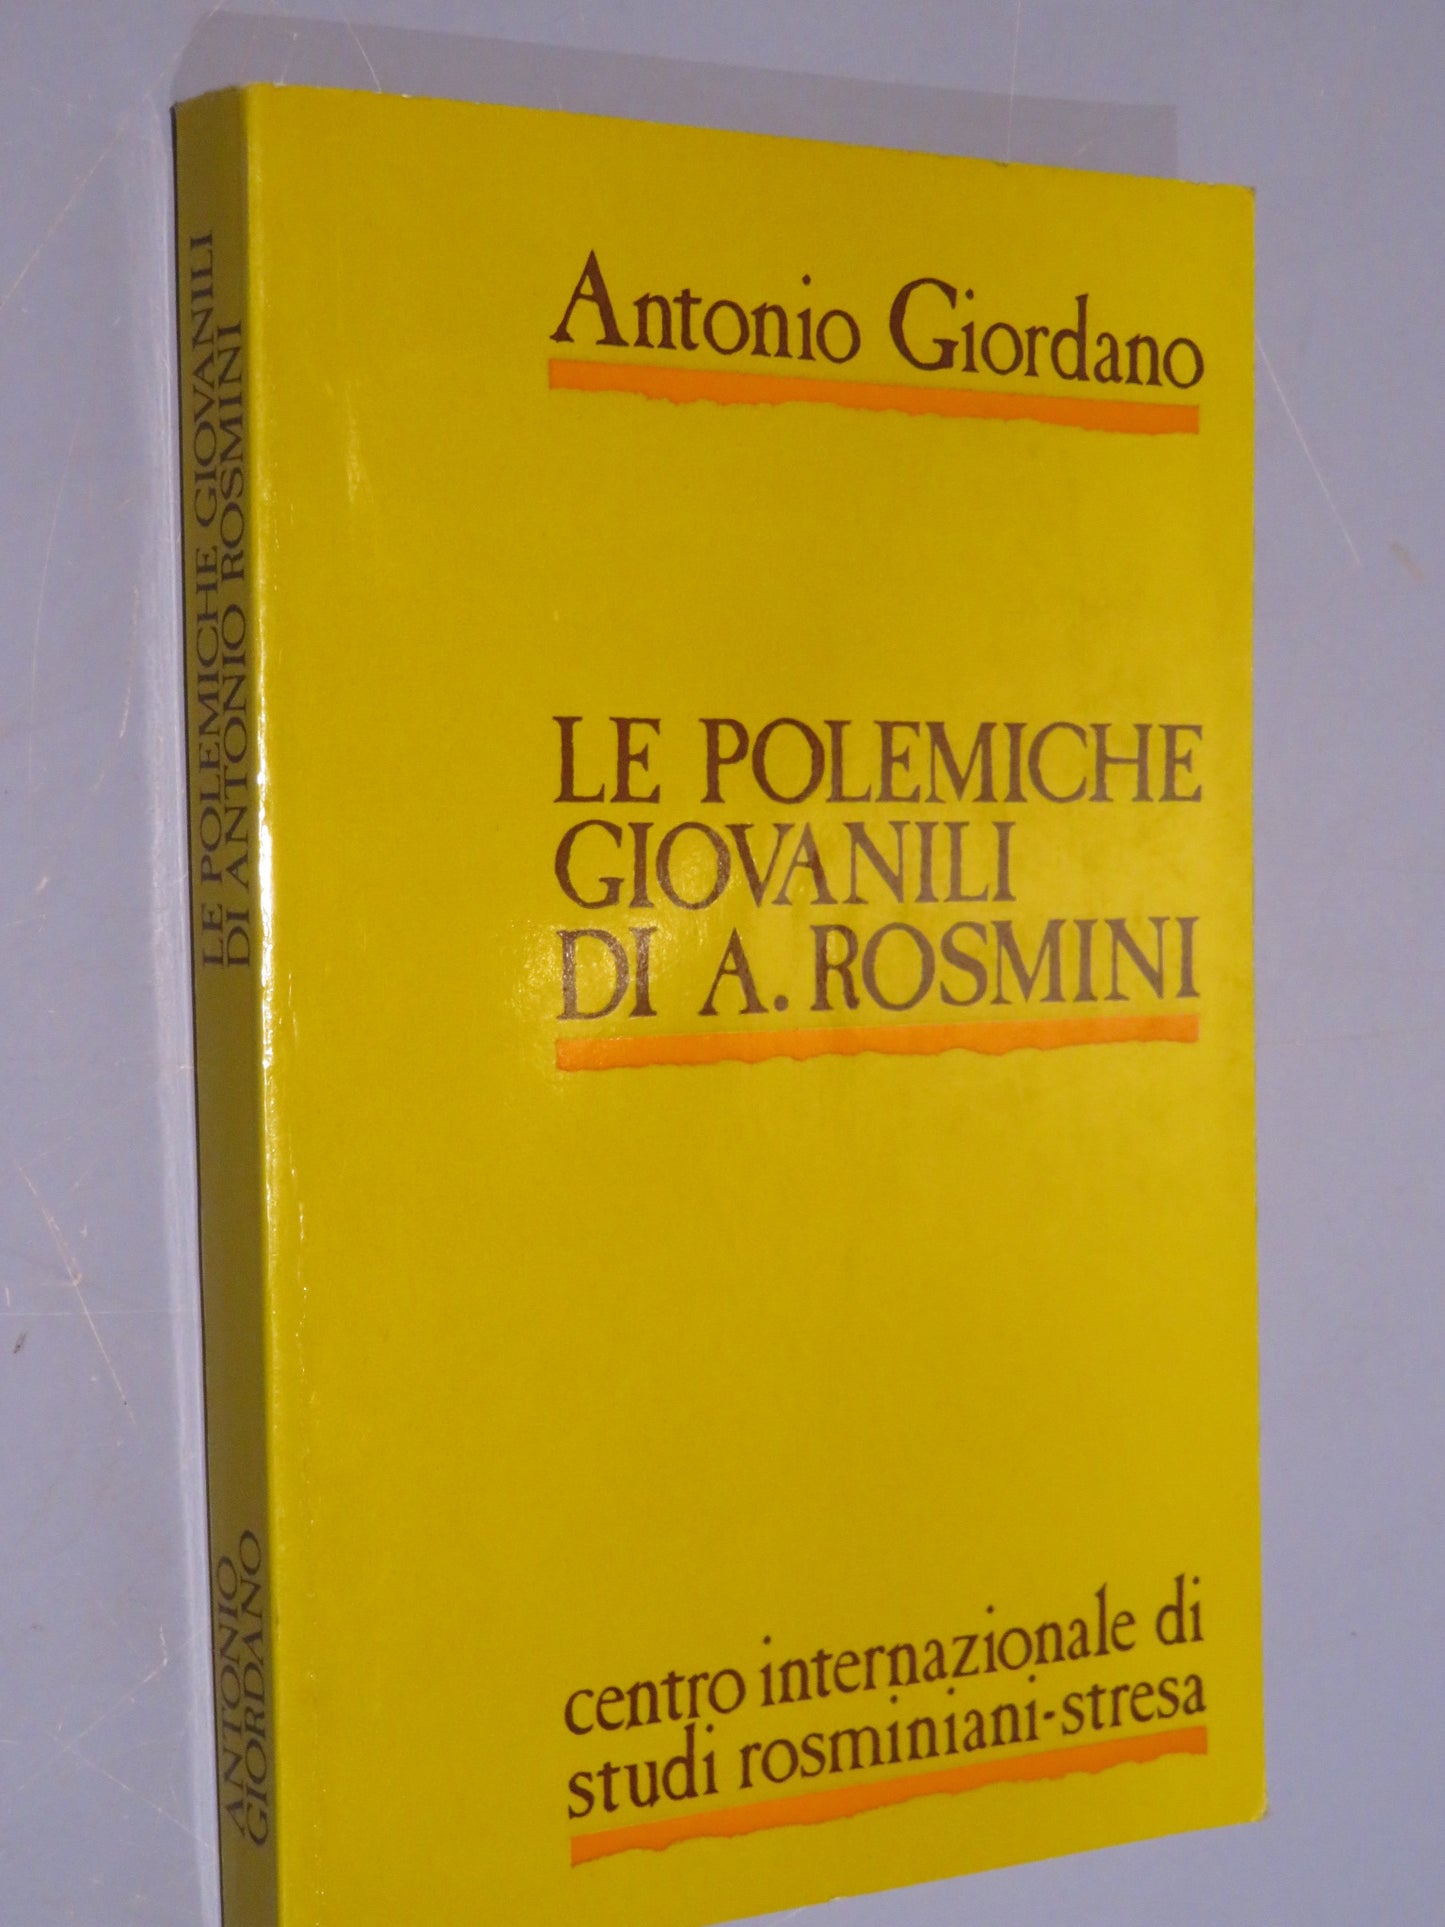 Antonio Giordano
LE POLEMICHE
GIOVANILI
DI A. ROSMINI
centro internazionale di
studi rosminiani-stresa
LE POLEMICHE GIOVANILI
DI ANTONIO ROSMINI
ANTONIO
GIORDANO